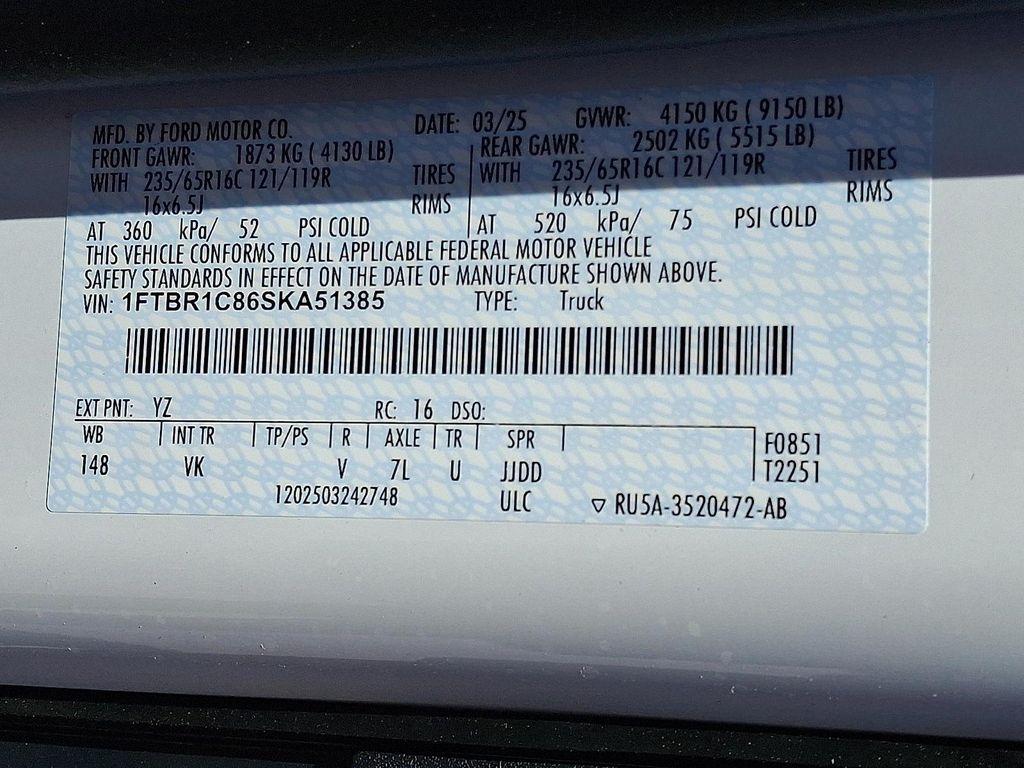 MFD. BY FORD MOTOR CO. DATE: 03/25 GVWR: 4150 KG ( 9150 LB)
FRONT GAWR: 1873 KG ( 4130 LB) REAR GAWR: 2502 KG ( 5515 LB)
WITH 235/65R16C 121/119R TIRES WITH 235/65R16C 121/119R TIRES
16x6.5J RIMS 16x6.5J RIMS
AT 360 kPa/ 52 PSI COLD AT 520 kPa/ 75 PSI COLD
THIS VEHICLE CONFORMS TO ALL APPLICABLE FEDERAL MOTOR VEHICLE
SAFETY STANDARDS IN EFFECT ON THE DATE OF MANUFACTURE SHOWN ABOVE.
VIN: 1FTBR1C86SKA51385 TYPE: Truck
EXT PNT: YZ RC: 16 DSO:
WB INT TR TP/PS R AXLE TR SPR F0851
148 VK V 7L U JJDD T2251
1202503242748 ULC ▽ RU5A-3520472-AB